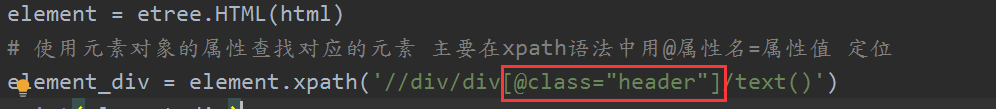 element = etree.HTML(html)
# 使用元素对象的属性查找对应的元素 主要在xpath语法中用@属性名=属性值 定位
element_div = element.xpath('//div/div[@class="header"]/text()')